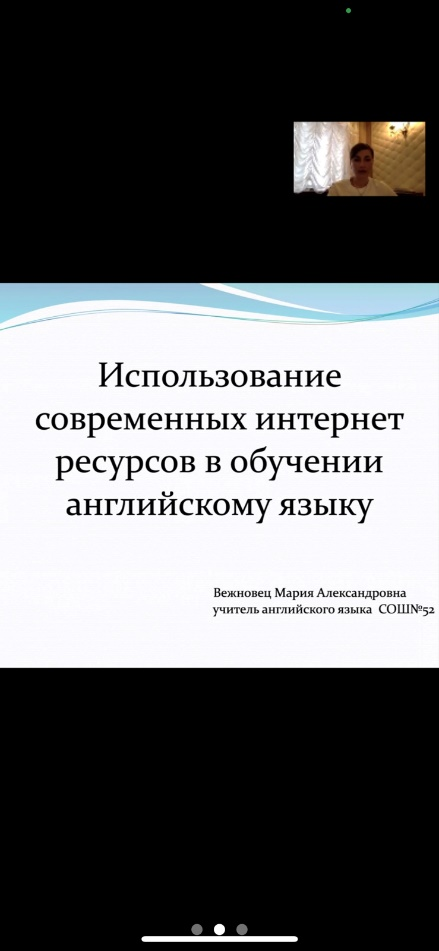 Использование
современных интернет
ресурсов в обучении
английскому языку
Вежновец Мария Александровна
учитель английского языка СОШ№52